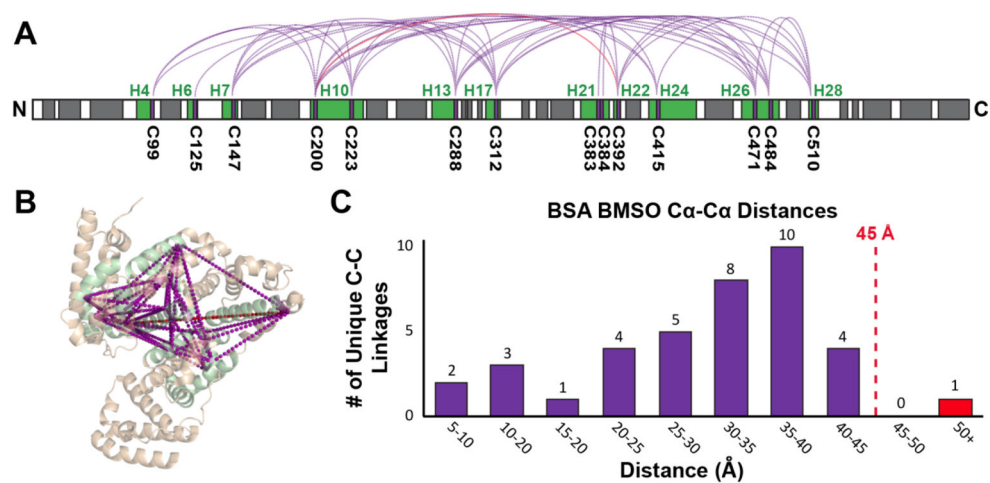 A
H4 H6 H7 H10 H13 H17 H21 H22 H24 H26 H28
N C
C99 C125 C147 C200 C223 C288 C312 C383 C384 C392 C415 C471 C484 C510
B
C
BSA BMSO Cα-Cα Distances
# of Unique C-C
Linkages
10
5
0
2 3 1 4 5 8 10 4 0 1
45 Å
5-10 10-20 15-20 20-25 25-30 30-35 35-40 40-45 45-50 50+
Distance (Å)